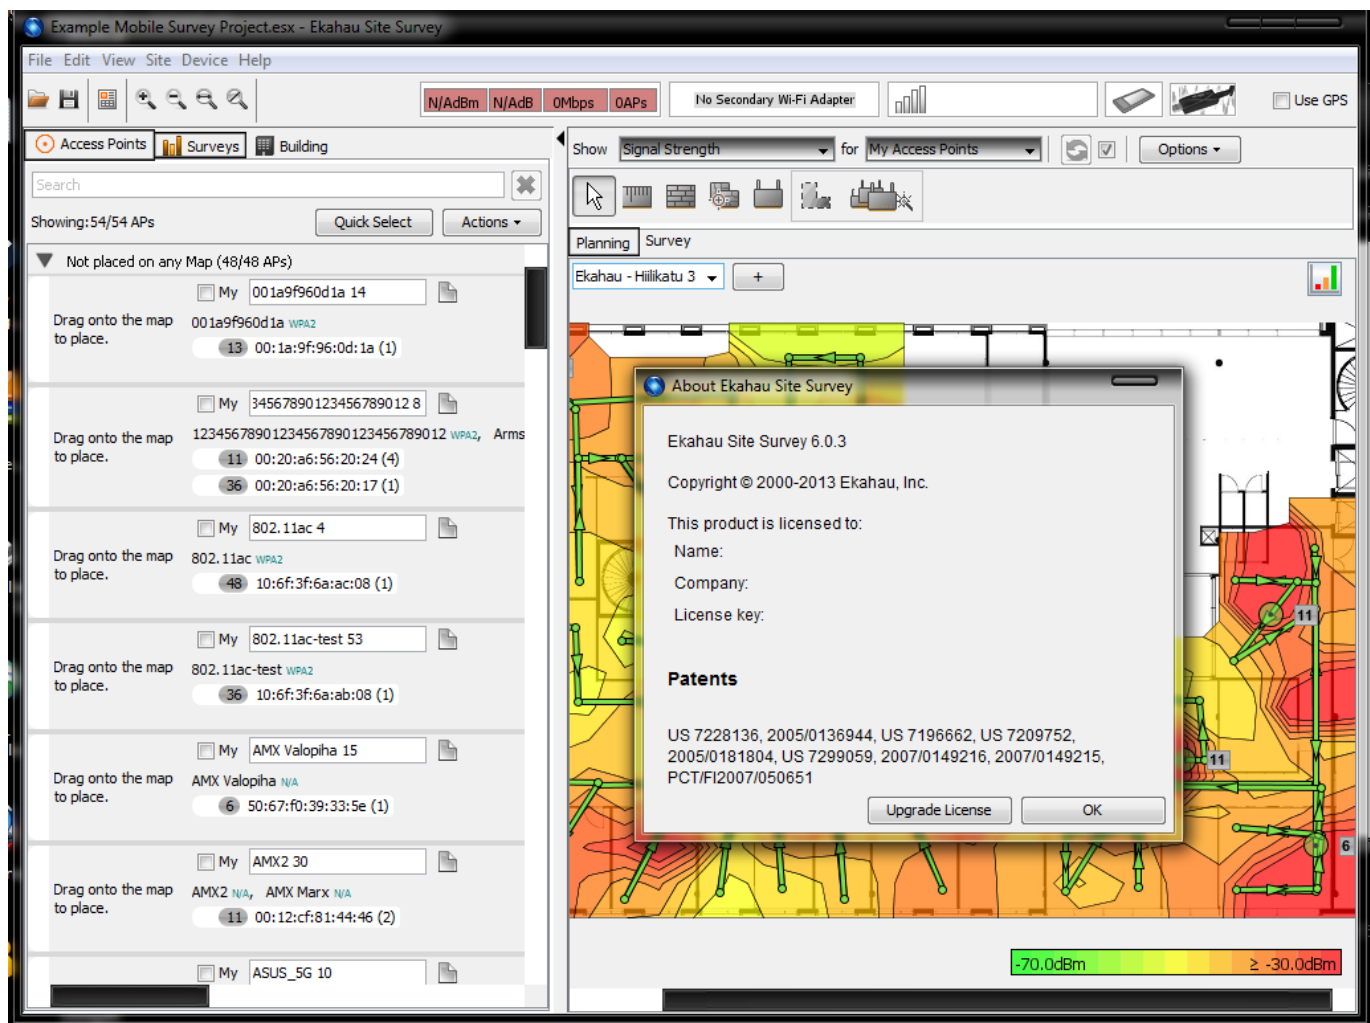 Example Mobile Survey Project.esx - Ekahau Site Survey
File Edit View Site Device Help
N/AdBm N/AdB 0Mbps 0APs No Secondary Wi-Fi Adapter Use GPS
Access Points Surveys Building
Show Signal Strength for My Access Points Options
Search
Showing:54/54 APs Quick Select Actions
Planning Survey
Ekahau - Hiilikatu 3 +
Not placed on any Map (48/48 APs)
My 001a9f960d1a 14
Drag onto the map to place.
001a9f960d1a WPA2
13 00:1a:9f:96:0d:1a (1)
My 34567890123456789012 8
Drag onto the map to place.
12345678901234567890123456789012 WPA2, Arms
11 00:20:a6:56:20:24 (4)
36 00:20:a6:56:20:17 (1)
My 802.11ac 4
Drag onto the map to place.
802.11ac WPA2
48 10:6f:3f:6a:ac:08 (1)
My 802.11ac-test 53
Drag onto the map to place.
802.11ac-test WPA2
36 10:6f:3f:6a:ab:08 (1)
My AMX Valopiha 15
Drag onto the map to place.
AMX Valopiha N/A
6 50:67:f0:39:33:5e (1)
My AMX2 30
Drag onto the map to place.
AMX2 N/A, AMX Marx N/A
11 00:12:cf:81:44:46 (2)
My ASUS_5G 10
About Ekahau Site Survey
Ekahau Site Survey 6.0.3
Copyright © 2000-2013 Ekahau, Inc.
This product is licensed to:
Name:
Company:
License key:
Patents
US 7228136, 2005/0136944, US 7196662, US 7209752,
2005/0181804, US 7299059, 2007/0149216, 2007/0149215,
PCT/FI2007/050651
Upgrade License OK
11
11
6
-70.0dBm ≥ -30.0dBm